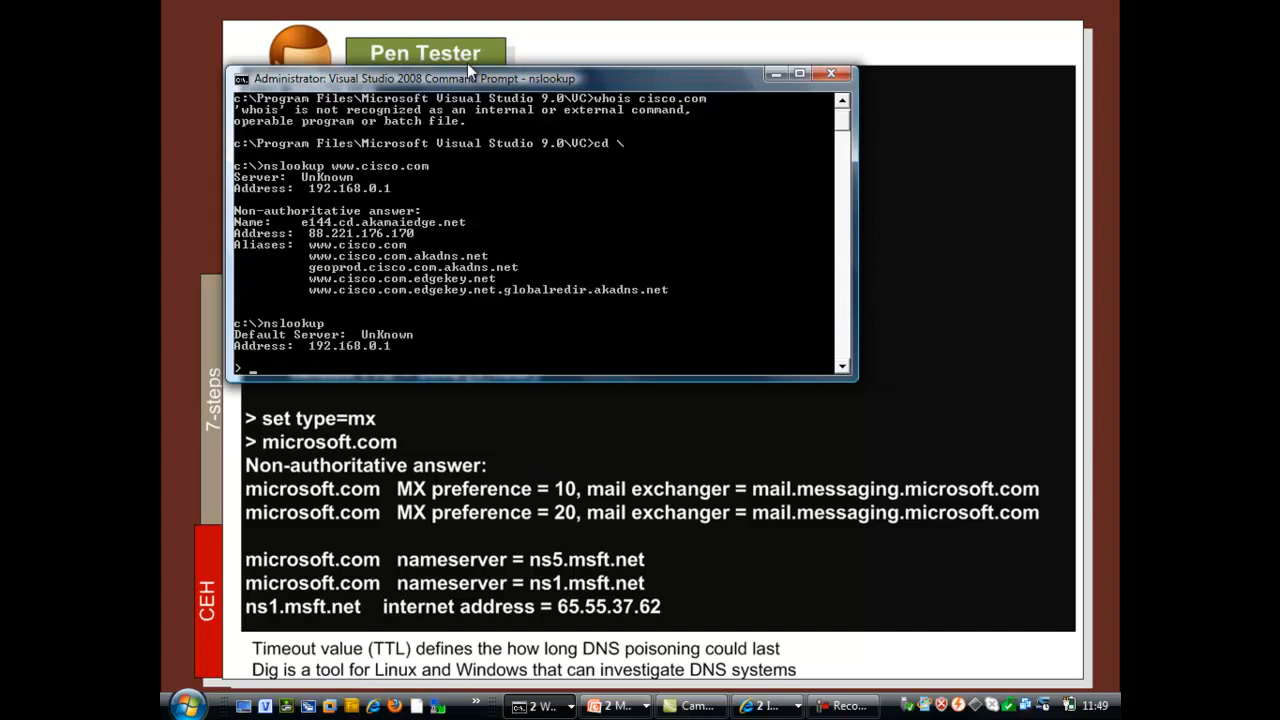 Pen Tester
Administrator: Visual Studio 2008 Command Prompt - nslookup
c:\Program Files\Microsoft Visual Studio 9.0\VC>whois cisco.com
'whois' is not recognized as an internal or external command,
operable program or batch file.
c:\Program Files\Microsoft Visual Studio 9.0\VC>cd \
c:\>nslookup www.cisco.com
Server:  UnKnown
Address:  192.168.0.1
Non-authoritative answer:
Name:    e144.cd.akamaiedge.net
Address:  88.221.176.170
Aliases:  www.cisco.com
www.cisco.com.akadns.net
geoprod.cisco.com.akadns.net
www.cisco.com.edgekey.net
www.cisco.com.edgekey.net.globalredir.akadns.net
c:\>nslookup
Default Server:  UnKnown
Address:  192.168.0.1
> _
7-steps
CEH
> set type=mx
> microsoft.com
Non-authoritative answer:
microsoft.com   MX preference = 10, mail exchanger = mail.messaging.microsoft.com
microsoft.com   MX preference = 20, mail exchanger = mail.messaging.microsoft.com
microsoft.com   nameserver = ns5.msft.net
microsoft.com   nameserver = ns1.msft.net
ns1.msft.net    internet address = 65.55.37.62
Timeout value (TTL) defines the how long DNS poisoning could last
Dig is a tool for Linux and Windows that can investigate DNS systems
2 W... 2 M... Cam... 2 I... Reco... 11:49